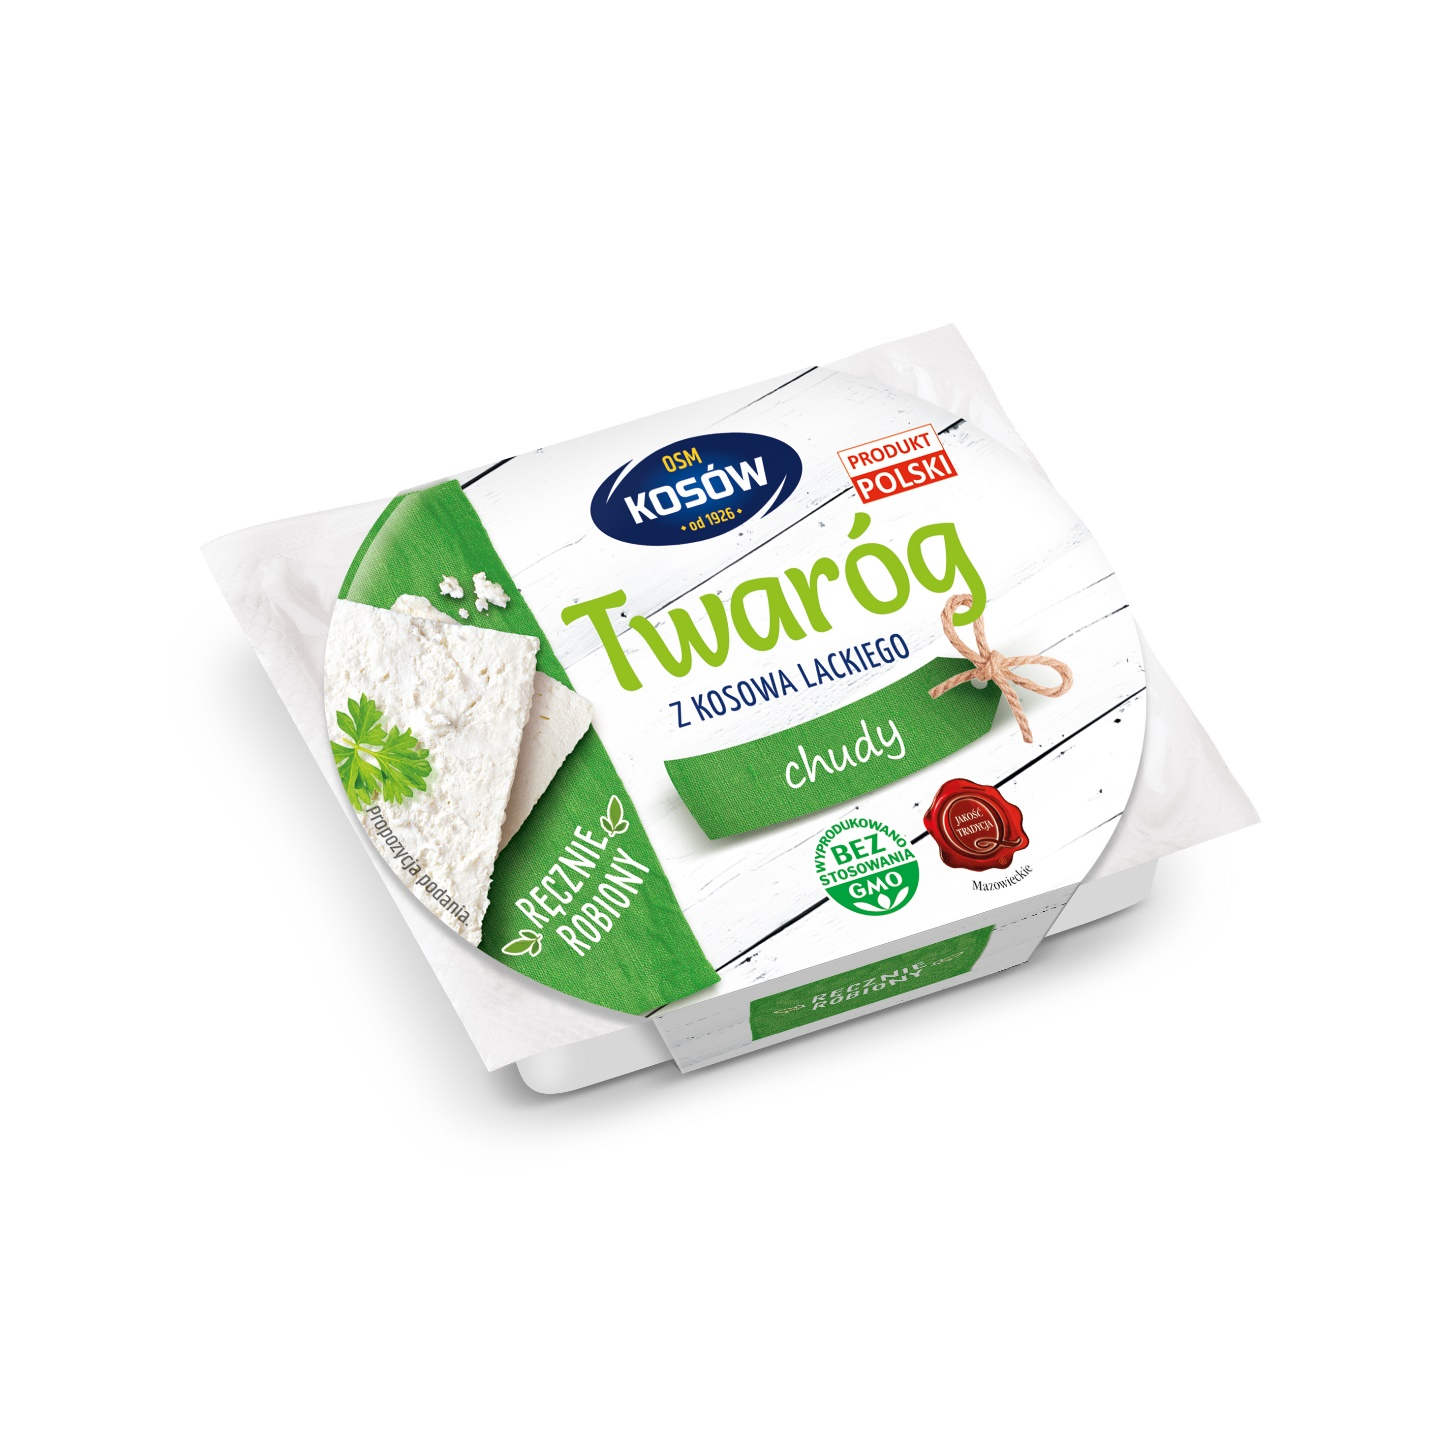 OSM
KOSÓW
• od 1926 •
PRODUKT
POLSKI
Twaróg
Z KOSOWA LACKIEGO
chudy
WYPRODUKOWANO
BEZ
STOSOWANIA
GMO
JAKOŚĆ
TRADYCJA
®
Mazowieckie
Propozycja podania.
RĘCZNIE
ROBIONY
RĘCZNIE
ROBIONY